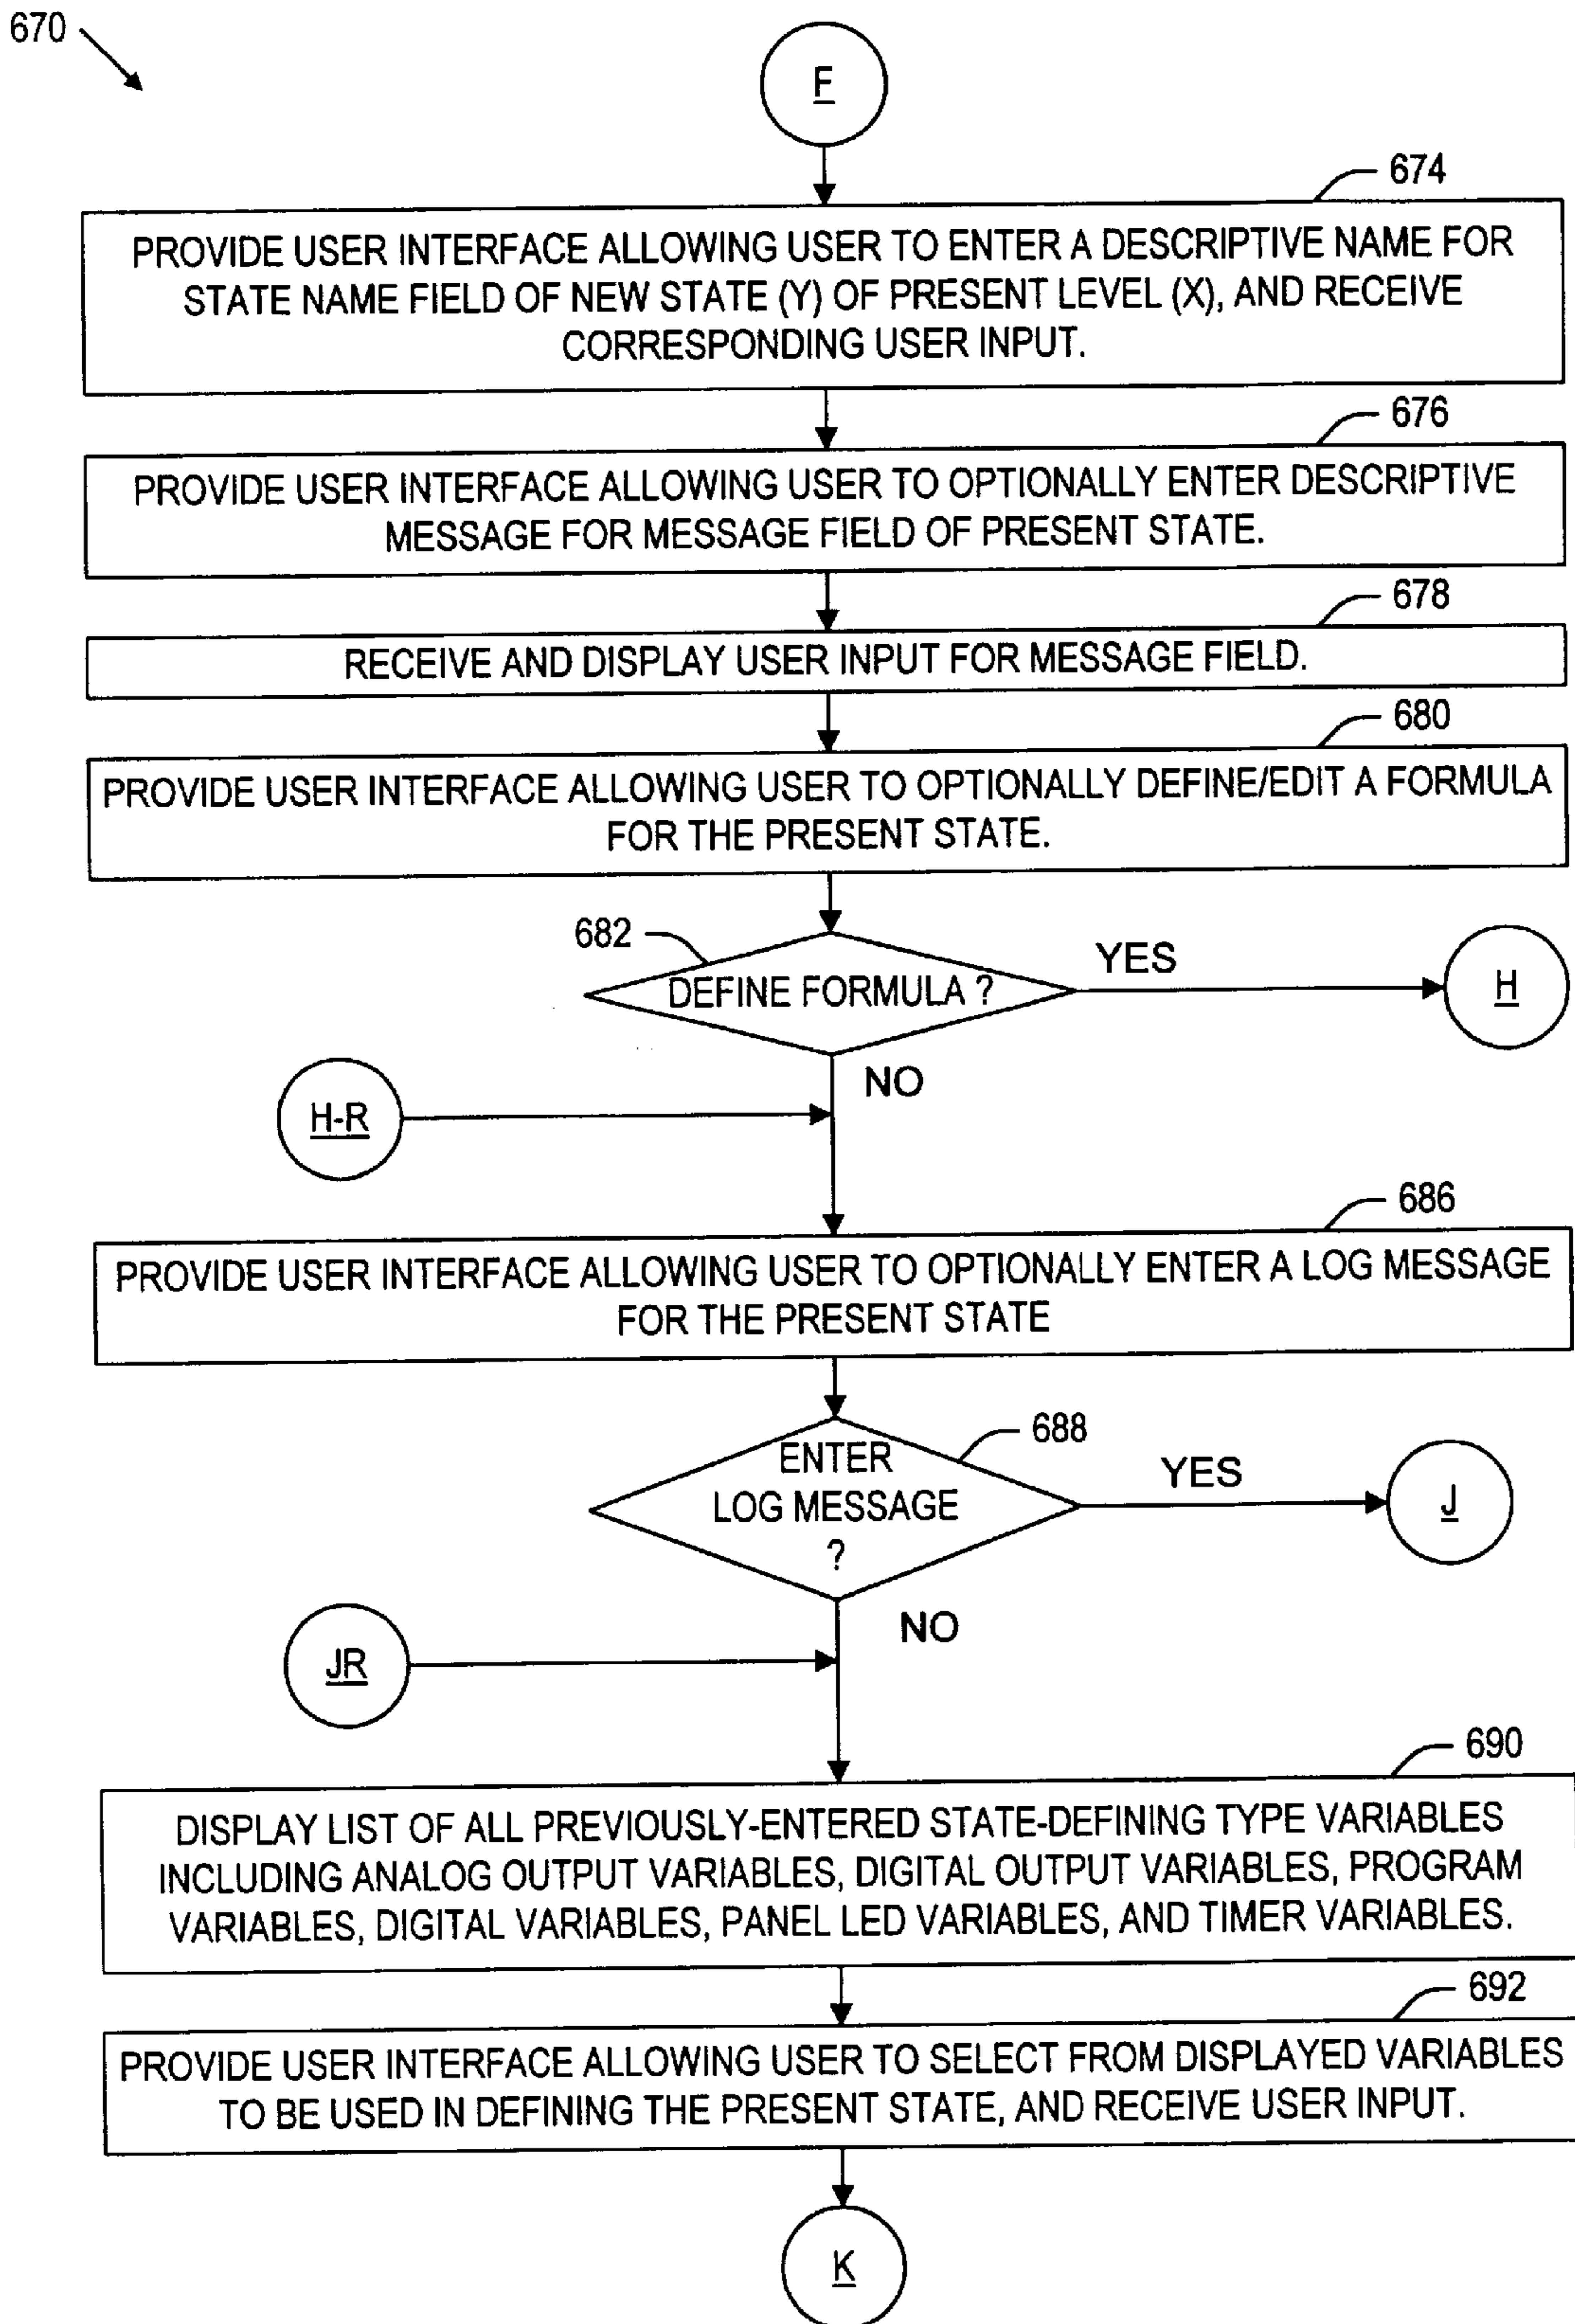 670
F
674
PROVIDE USER INTERFACE ALLOWING USER TO ENTER A DESCRIPTIVE NAME FOR
STATE NAME FIELD OF NEW STATE (Y) OF PRESENT LEVEL (X), AND RECEIVE
CORRESPONDING USER INPUT.
676
PROVIDE USER INTERFACE ALLOWING USER TO OPTIONALLY ENTER DESCRIPTIVE
MESSAGE FOR MESSAGE FIELD OF PRESENT STATE.
678
RECEIVE AND DISPLAY USER INPUT FOR MESSAGE FIELD.
680
PROVIDE USER INTERFACE ALLOWING USER TO OPTIONALLY DEFINE/EDIT A FORMULA
FOR THE PRESENT STATE.
682
DEFINE FORMULA ?
YES
H
NO
H-R
686
PROVIDE USER INTERFACE ALLOWING USER TO OPTIONALLY ENTER A LOG MESSAGE
FOR THE PRESENT STATE
688
ENTER
LOG MESSAGE
?
YES
J
NO
JR
690
DISPLAY LIST OF ALL PREVIOUSLY-ENTERED STATE-DEFINING TYPE VARIABLES
INCLUDING ANALOG OUTPUT VARIABLES, DIGITAL OUTPUT VARIABLES, PROGRAM
VARIABLES, DIGITAL VARIABLES, PANEL LED VARIABLES, AND TIMER VARIABLES.
692
PROVIDE USER INTERFACE ALLOWING USER TO SELECT FROM DISPLAYED VARIABLES
TO BE USED IN DEFINING THE PRESENT STATE, AND RECEIVE USER INPUT.
K